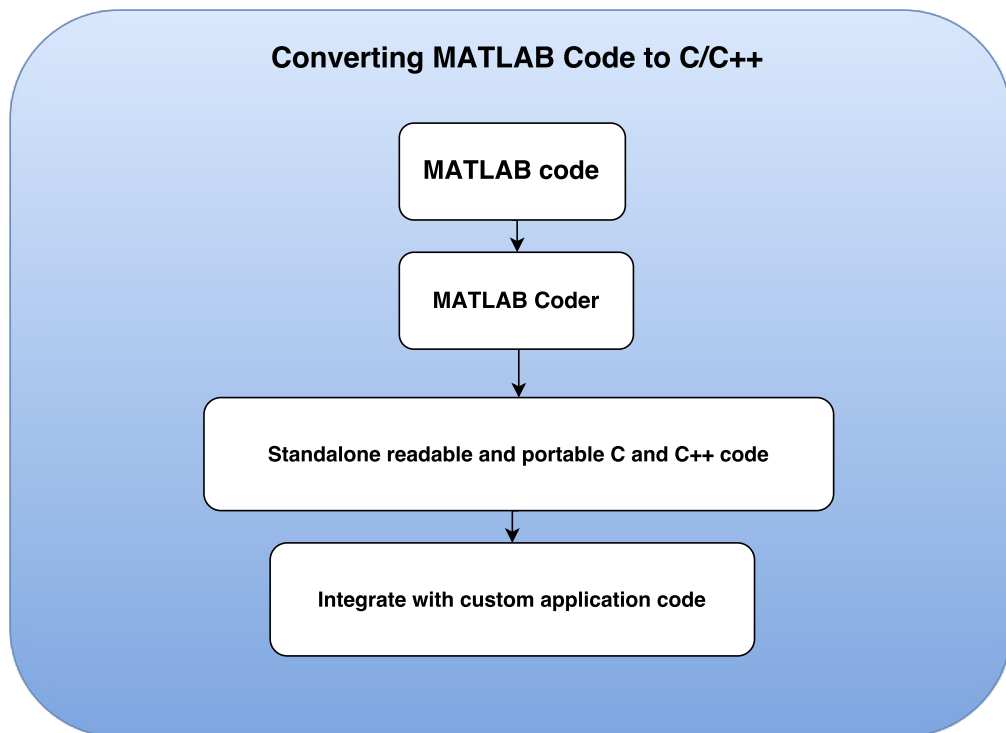 Converting MATLAB Code to C/C++
MATLAB code
MATLAB Coder
Standalone readable and portable C and C++ code
Integrate with custom application code